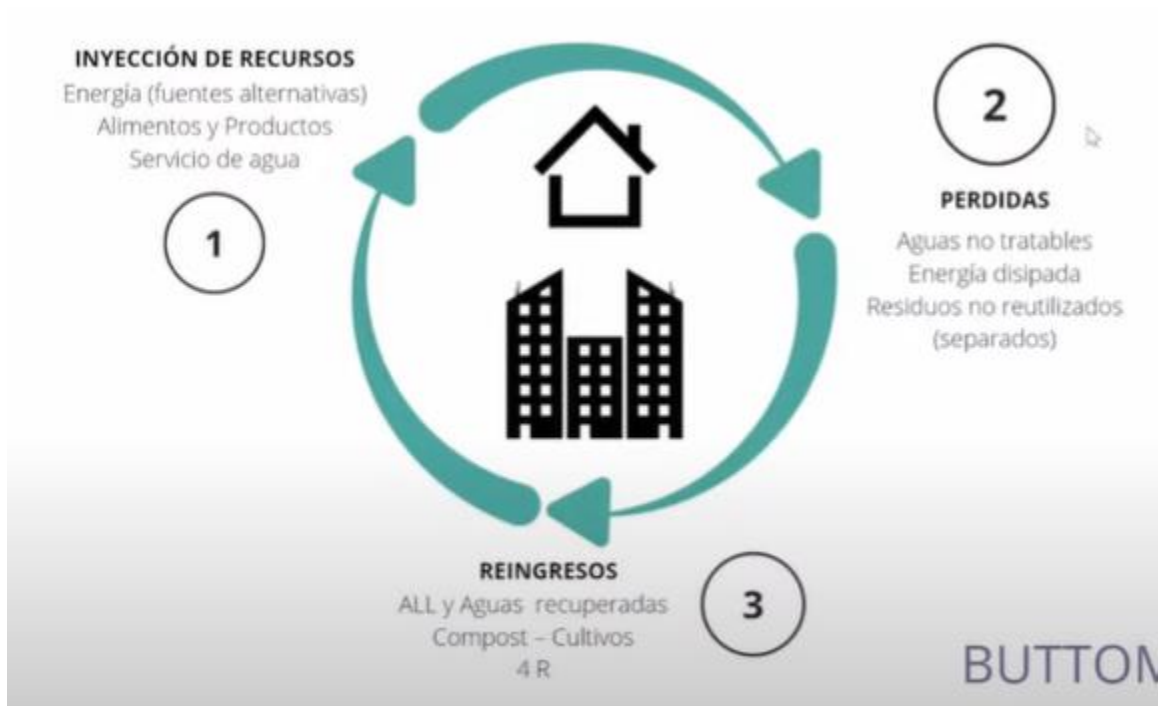 INYECCIÓN DE RECURSOS
Energía (fuentes alternativas)
Alimentos y Productos
Servicio de agua
1
2
PERDIDAS
Aguas no tratables
Energía disipada
Residuos no reutilizados
(separados)
REINGRESOS
ALL y Aguas recuperadas
Compost – Cultivos
4 R
3
BUTTOM